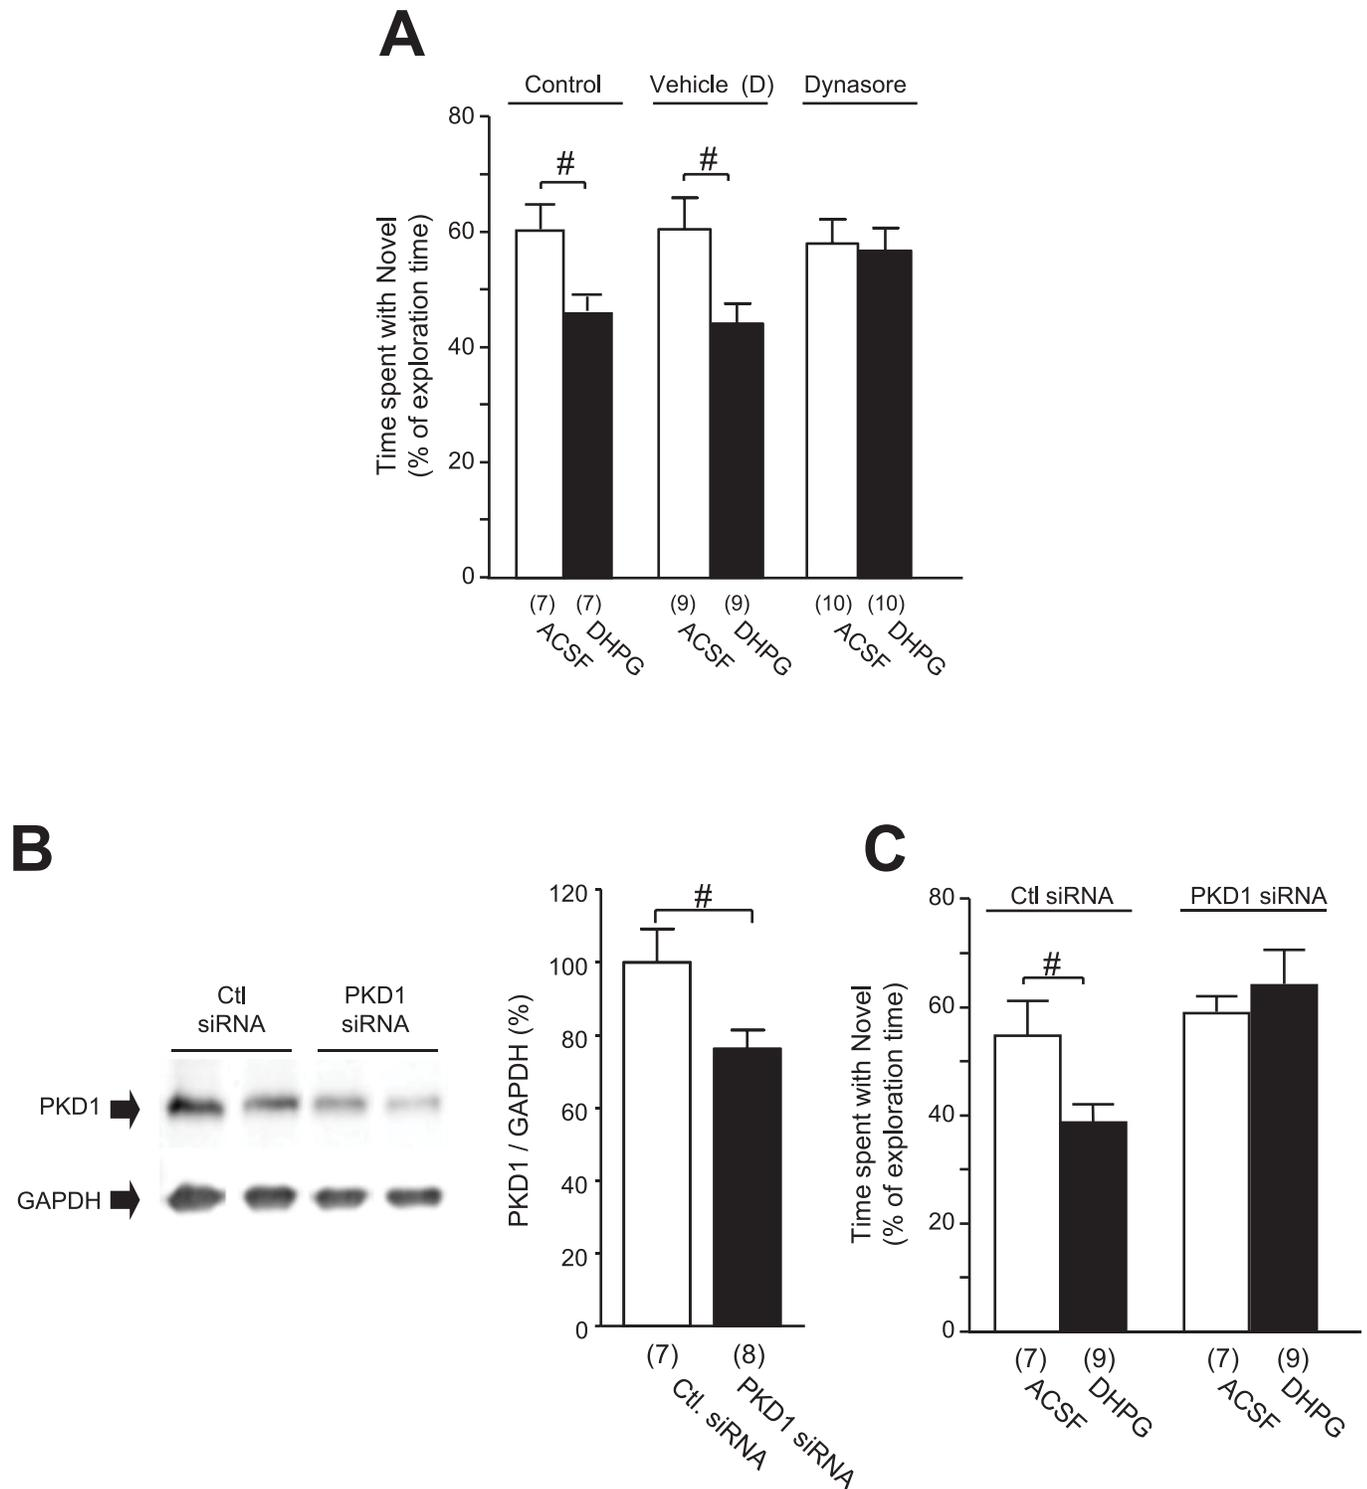 A
Control Vehicle (D) Dynasore
Time spent with Novel
(% of exploration time)
80
60
40
20
0
# #
(7) (7) (9) (9) (10) (10)
ACSF DHPG ACSF DHPG ACSF DHPG
B
Ctl
siRNA
PKD1
siRNA
PKD1
GAPDH
PKD1 / GAPDH (%)
120
100
80
60
40
20
0
#
(7) (8)
Ctl. siRNA PKD1 siRNA
C
Ctl siRNA PKD1 siRNA
Time spent with Novel
(% of exploration time)
80
60
40
20
0
#
(7) (9) (7) (9)
ACSF DHPG ACSF DHPG